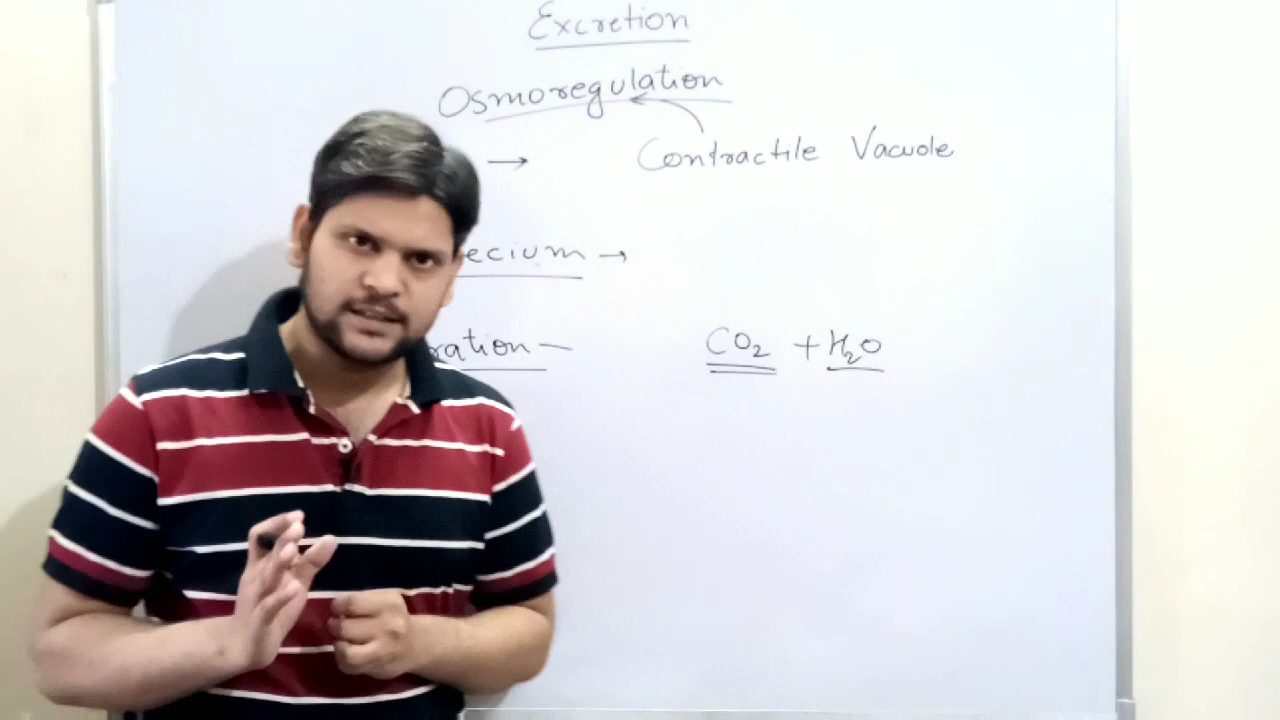 Excretion
Osmoregulation
→ Contractile Vacuole
ecium →
ration — CO₂ + H₂O